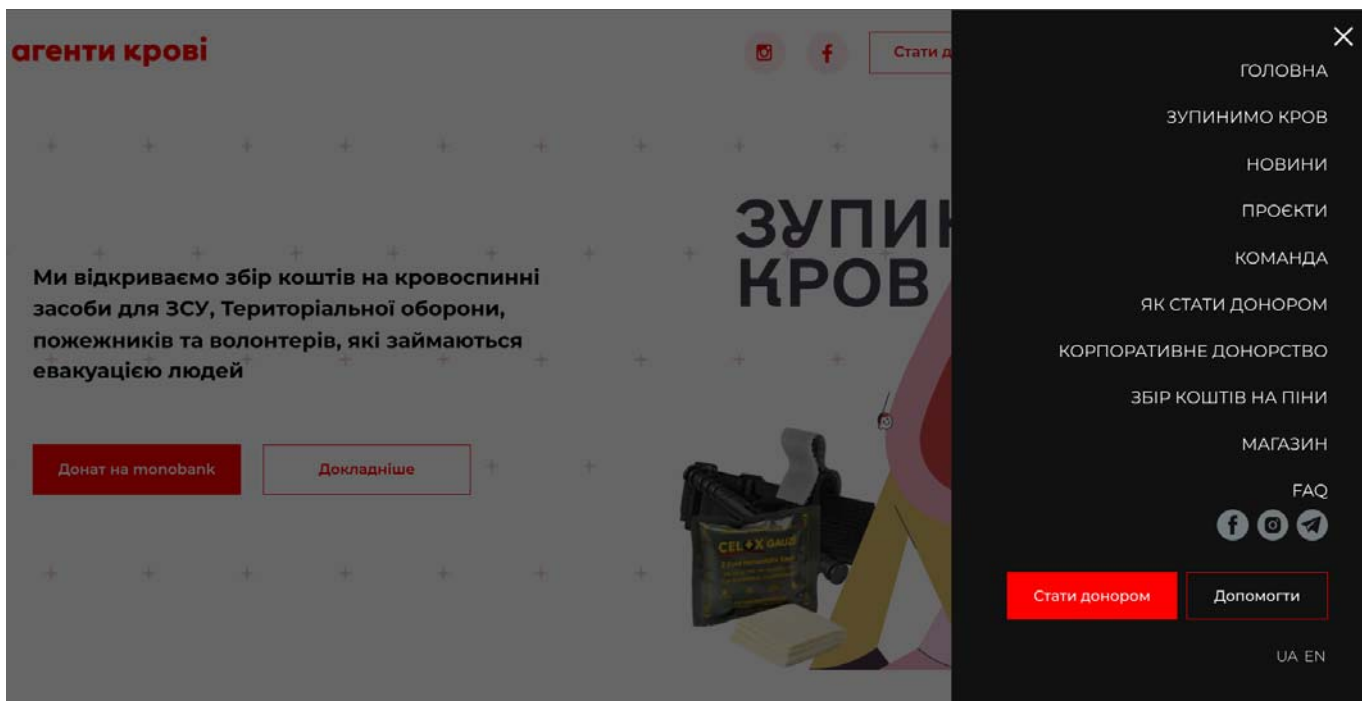 агенти крові
Стати д
ЗУПИН
КРОВ
Ми відкриваємо збір коштів на кровоспинні
засоби для ЗСУ, Територіальної оборони,
пожежників та волонтерів, які займаються
евакуацією людей
Донат на monobank
Докладніше
CELOX GAUZE
ГОЛОВНА
ЗУПИНИМО КРОВ
НОВИНИ
ПРОЄКТИ
КОМАНДА
ЯК СТАТИ ДОНОРОМ
КОРПОРАТИВНЕ ДОНОРСТВО
ЗБІР КОШТІВ НА ПІНИ
МАГАЗИН
FAQ
Стати донором
Допомогти
UA EN